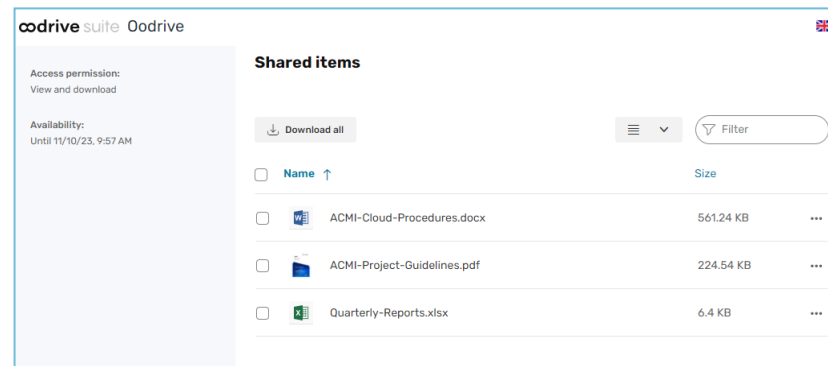 oodrive suite Oodrive
Access permission:
View and download
Availability:
Until 11/10/23, 9:57 AM
Shared items
Download all
Filter
Name ↑ Size
ACMI-Cloud-Procedures.docx 561.24 KB ...
ACMI-Project-Guidelines.pdf 224.54 KB ...
Quarterly-Reports.xlsx 6.4 KB ...